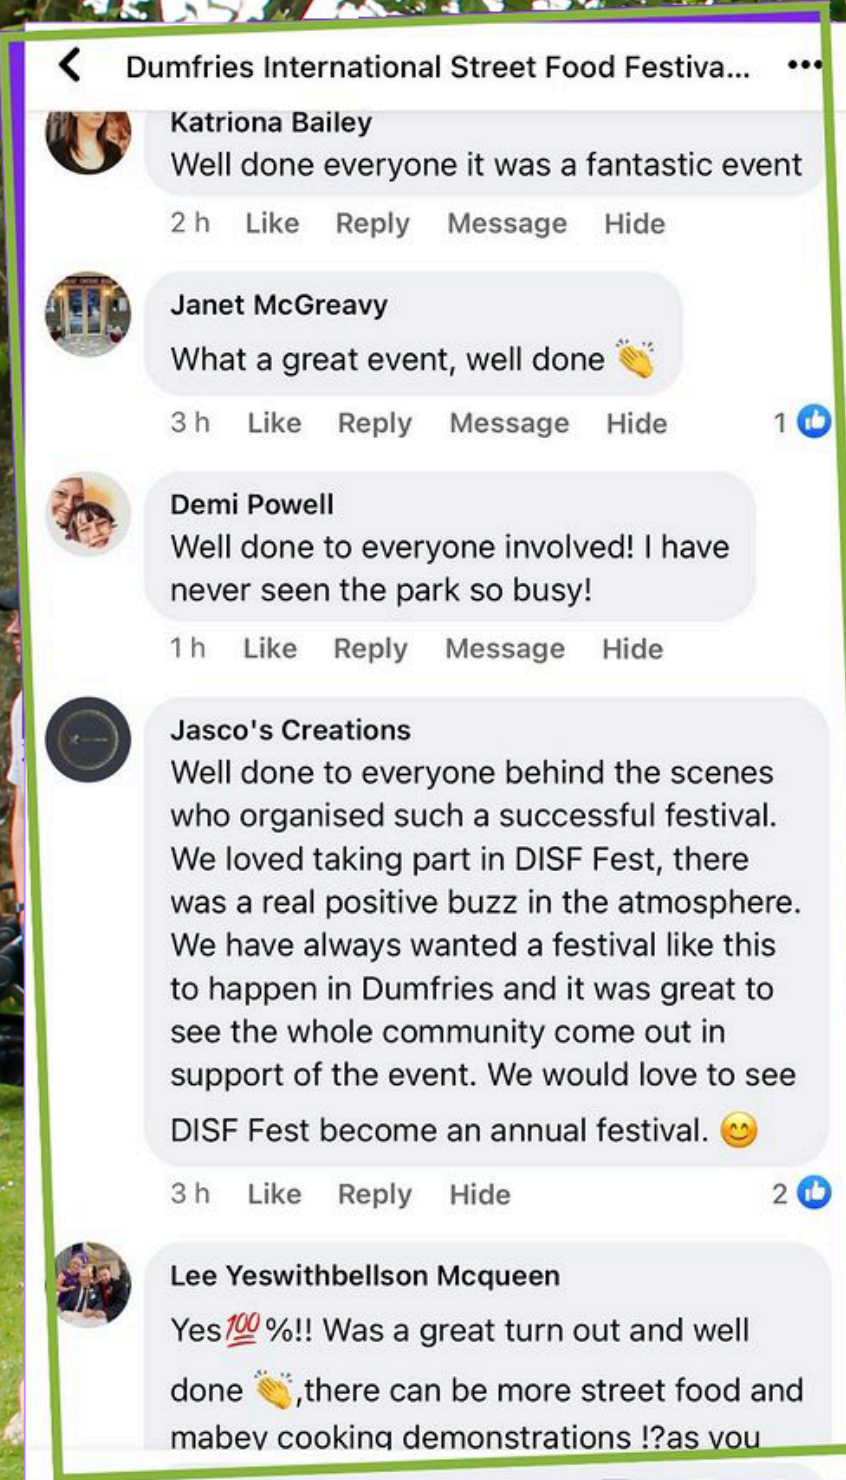 Dumfries International Street Food Festiva...
Katriona Bailey
Well done everyone it was a fantastic event
2 h Like Reply Message Hide
Janet McGreavy
What a great event, well done 👏
3 h Like Reply Message Hide 1
Demi Powell
Well done to everyone involved! I have
never seen the park so busy!
1 h Like Reply Message Hide
Jasco's Creations
Well done to everyone behind the scenes
who organised such a successful festival.
We loved taking part in DISF Fest, there
was a real positive buzz in the atmosphere.
We have always wanted a festival like this
to happen in Dumfries and it was great to
see the whole community come out in
support of the event. We would love to see
DISF Fest become an annual festival. 😊
3 h Like Reply Hide 2
Lee Yeswithbellson Mcqueen
Yes💯%!! Was a great turn out and well
done 👏,there can be more street food and
mabey cooking demonstrations !?as you